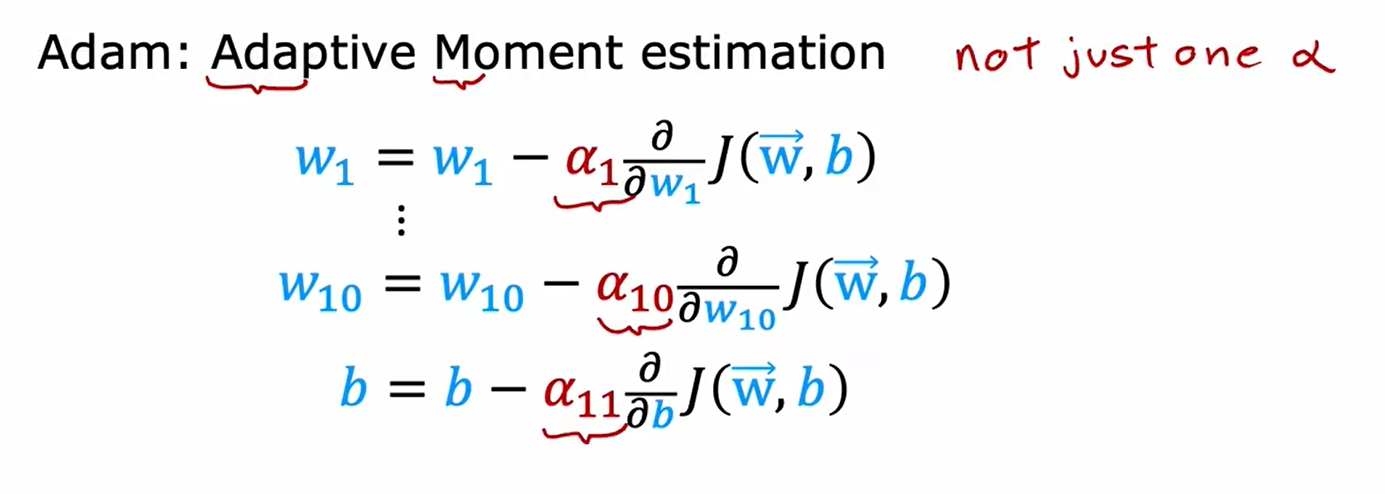 Adam: Adaptive Moment estimation not just one α
w₁ = w₁ − α₁ ∂/∂w₁ J(w⃗, b)
⋮
w₁₀ = w₁₀ − α₁₀ ∂/∂w₁₀ J(w⃗, b)
b = b − α₁₁ ∂/∂b J(w⃗, b)